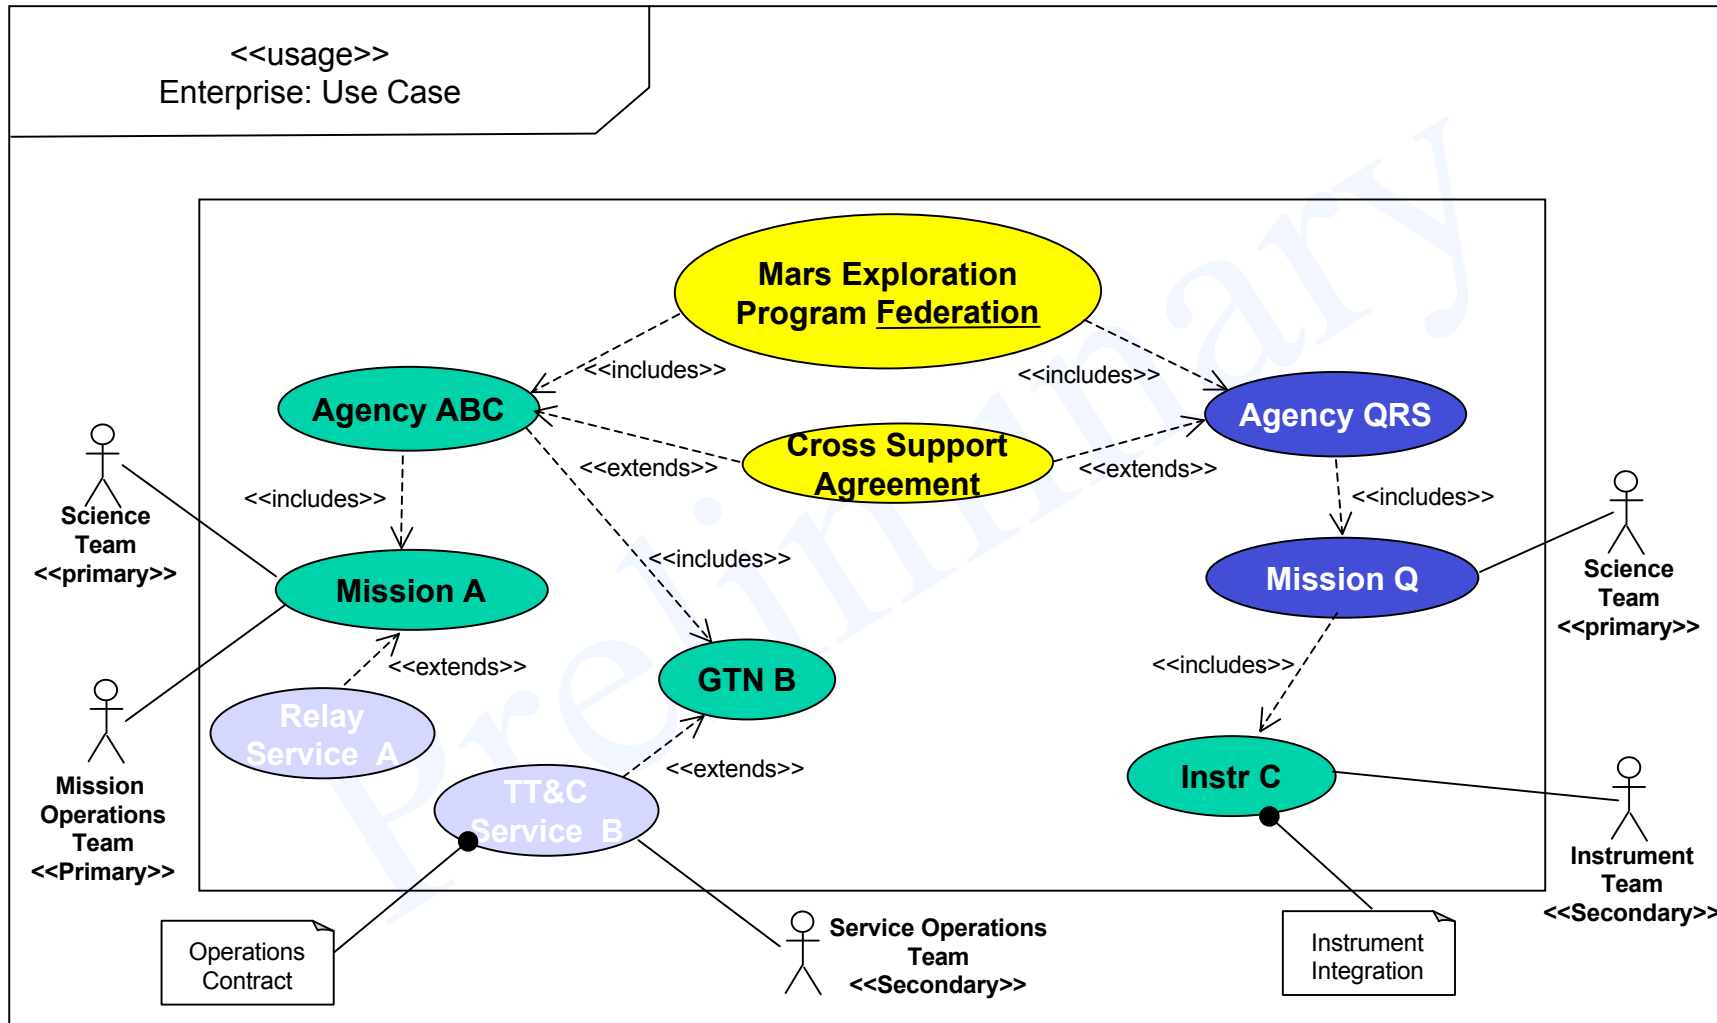 <<usage>>
Enterprise: Use Case
Mars Exploration
Program Federation
<<includes>>
<<includes>>
Agency ABC
Agency QRS
Cross Support
Agreement
<<extends>>
<<extends>>
<<includes>>
<<includes>>
Science
Team
<<primary>>
<<includes>>
Mission A
Mission Q
Science
Team
<<primary>>
<<extends>>
<<includes>>
GTN B
Relay
Service A
<<extends>>
TT&C
Service B
Instr C
Mission
Operations
Team
<<Primary>>
Instrument
Team
<<Secondary>>
Operations
Contract
Service Operations
Team
<<Secondary>>
Instrument
Integration
Preliminary